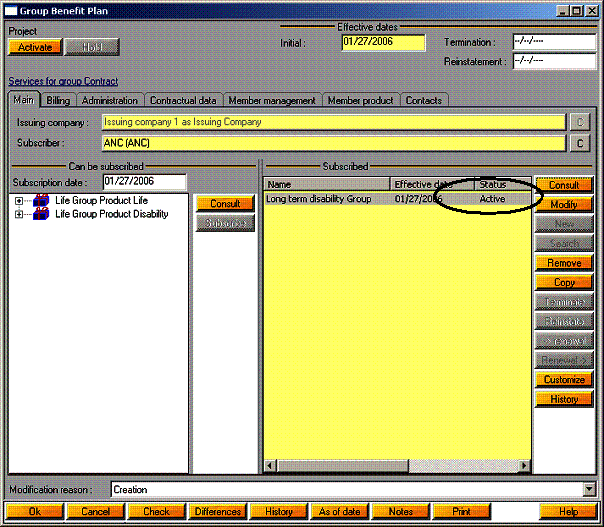 Group Benefit Plan
Project
Activate Hold
Effective dates
Initial : 01/27/2006
Termination : --/--/----
Reinstatement : --/--/----
Services for group Contract
Main Billing Administration Contractual data Member management Member product Contacts
Issuing company : Issuing company 1 as Issuing Company C
Subscriber : ANC (ANC) C
Can be subscribed
Subscription date : 01/27/2006
Life Group Product Life
Life Group Product Disability
Consult
Subscribe
Subscribed
Name Effective date Status
Long term disability Group 01/27/2006 Active
Consult
Modify
New
Search
Remove
Copy
Terminate
Reinstate
> renewal
Renewal >
Customize
History
Modification reason : Creation
Ok Cancel Check Differences History As of date Notes Print Help